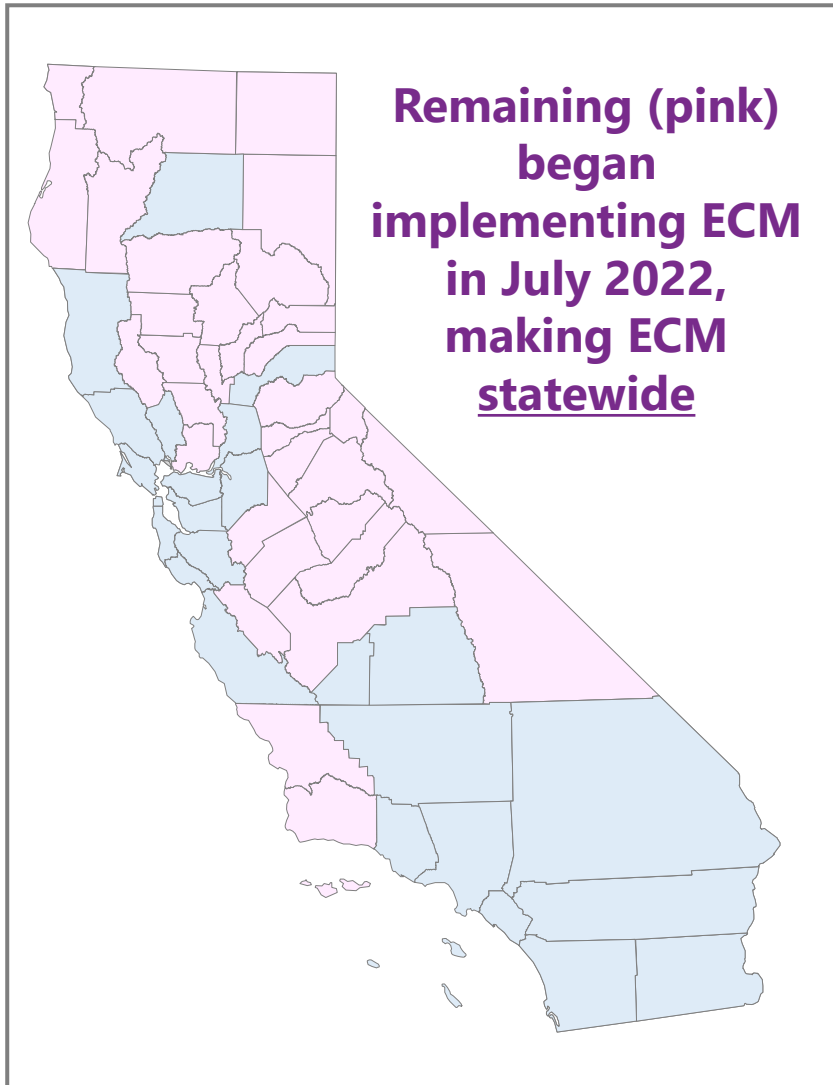 Remaining (pink)
began
implementing ECM
in July 2022,
making ECM
statewide